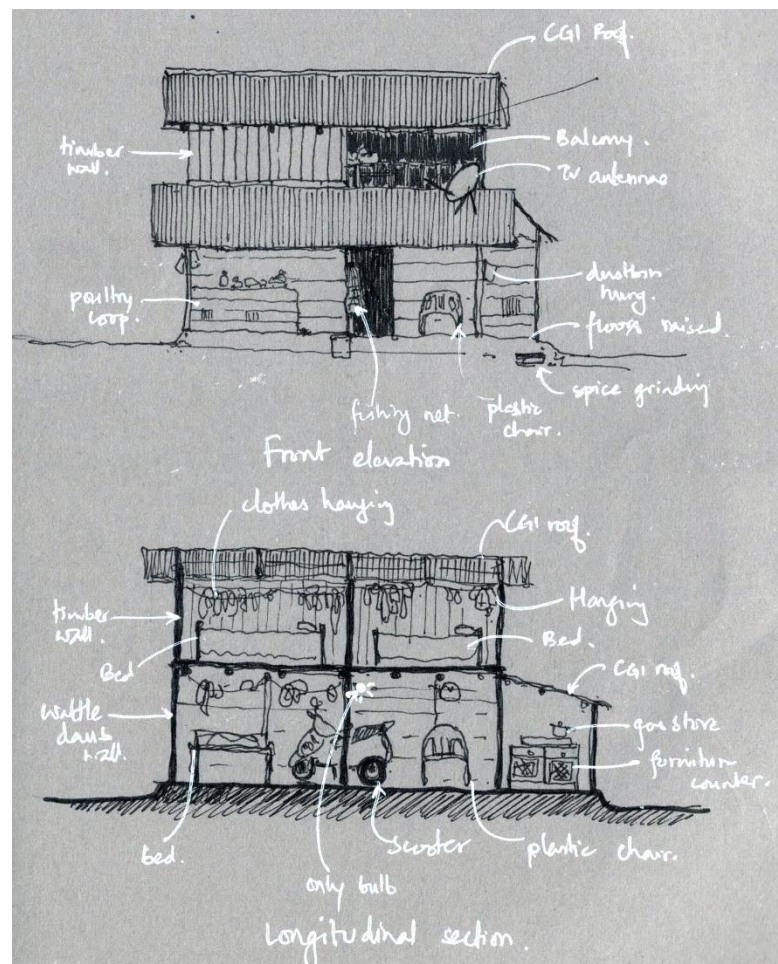 CGI Roof.
timber
wall.
Balcony.
TV antennae
poultry
coop.
dustbin
hung.
floors raised.
spice grinding
fishing net.
plastic
chair.
Front elevation
clothes hanging
CGI roof.
timber
wall.
Hanging
Bed
Bed.
CGI roof.
wattle
daub
wall.
gas stove
furniture
counter.
Bed.
scooter
plastic chair.
only bulb
Longitudinal section.